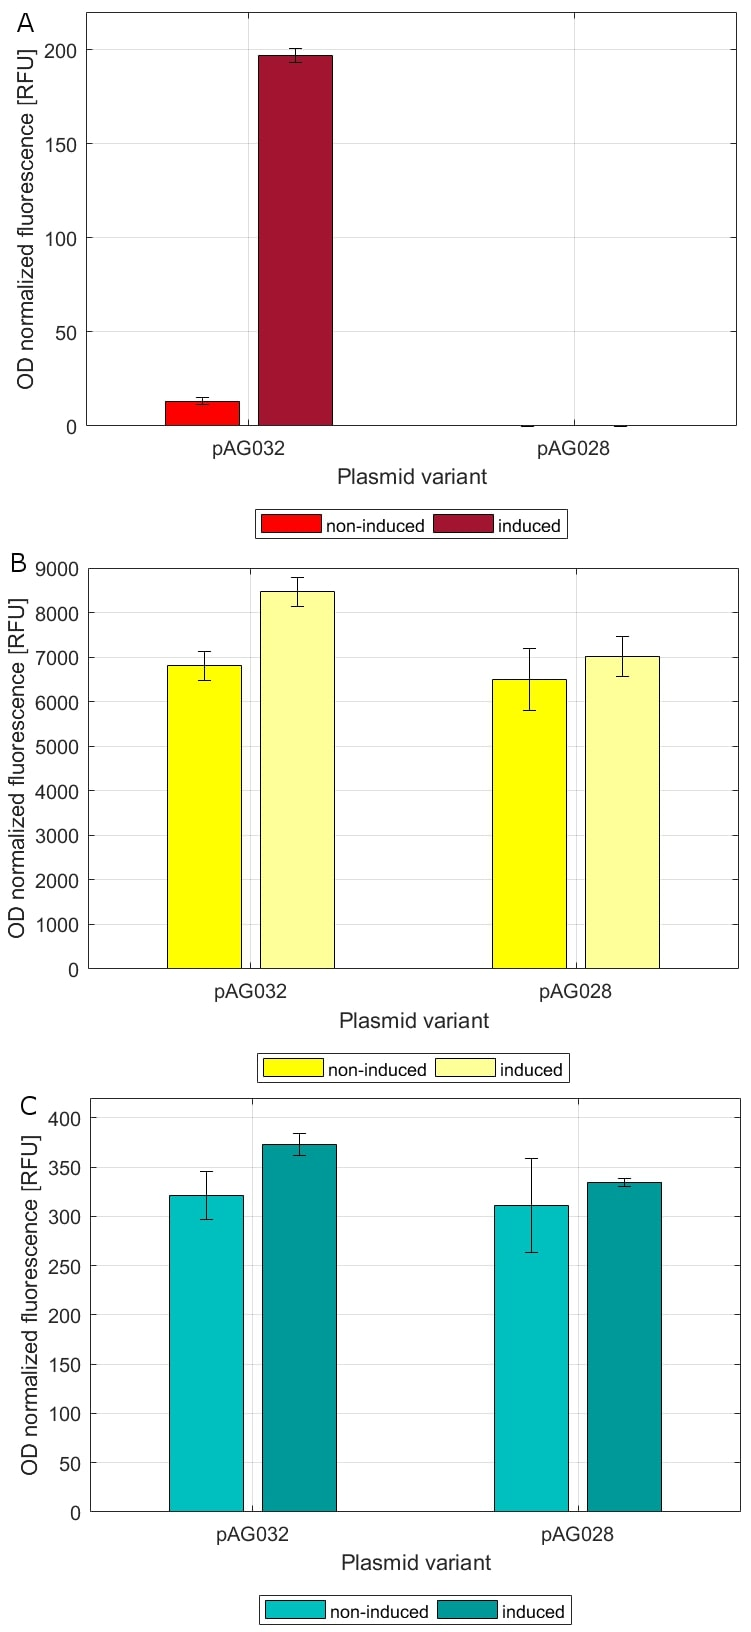 A
OD normalized fluorescence [RFU]
200
150
100
50
0
pAG032 pAG028
Plasmid variant
non-induced induced
B
OD normalized fluorescence [RFU]
9000
8000
7000
6000
5000
4000
3000
2000
1000
0
pAG032 pAG028
Plasmid variant
non-induced induced
C
OD normalized fluorescence [RFU]
400
350
300
250
200
150
100
50
0
pAG032 pAG028
Plasmid variant
non-induced induced